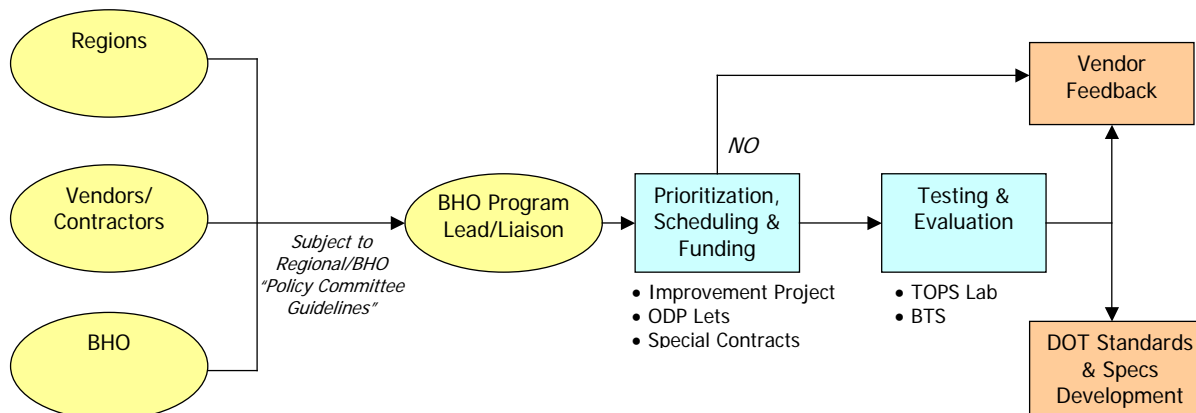 Regions
Vendors/
Contractors
BHO
Subject to
Regional/BHO
“Policy Committee
Guidelines”
BHO Program
Lead/Liaison
NO
Prioritization,
Scheduling &
Funding
• Improvement Project
• ODP Lets
• Special Contracts
Testing &
Evaluation
• TOPS Lab
• BTS
Vendor
Feedback
DOT Standards
& Specs
Development